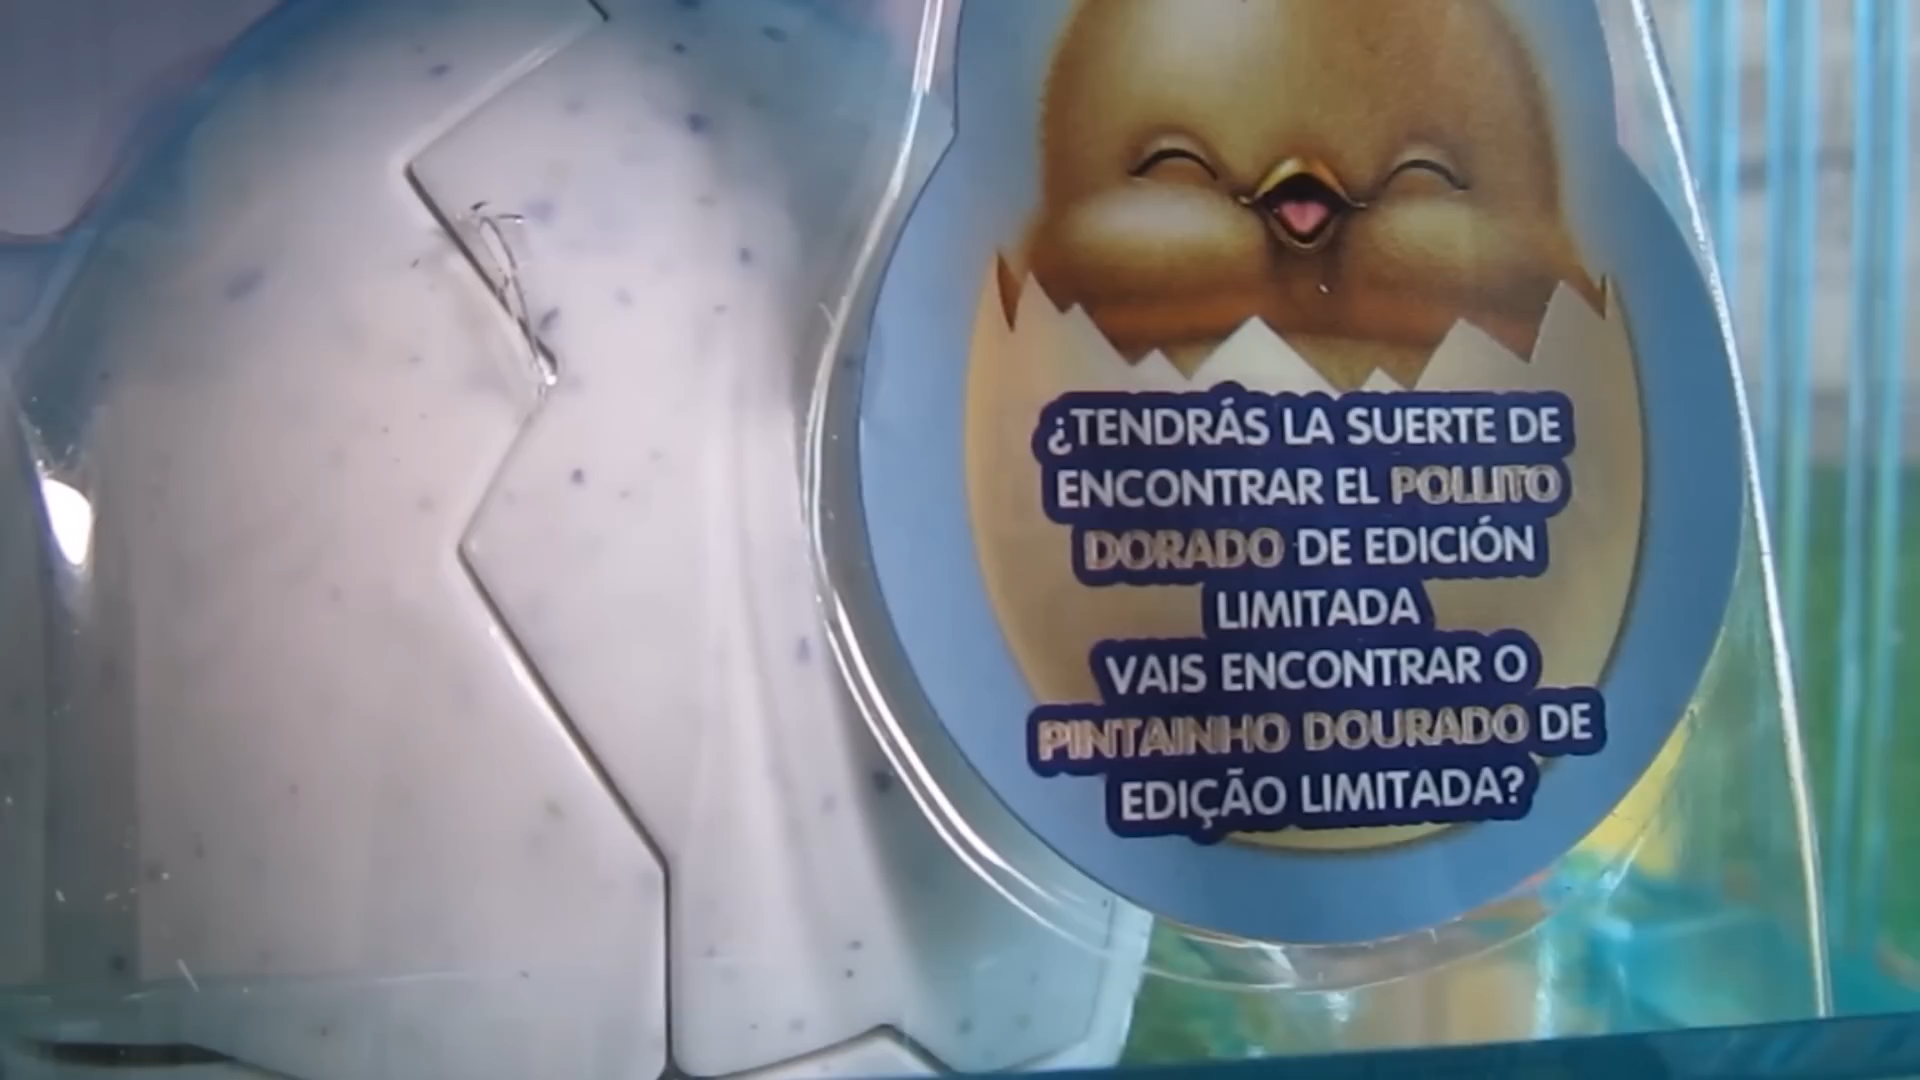 ¿TENDRÁS LA SUERTE DE
ENCONTRAR EL POLLITO
DORADO DE EDICIÓN
LIMITADA
VAIS ENCONTRAR O
PINTAINHO DOURADO DE
EDIÇÃO LIMITADA?